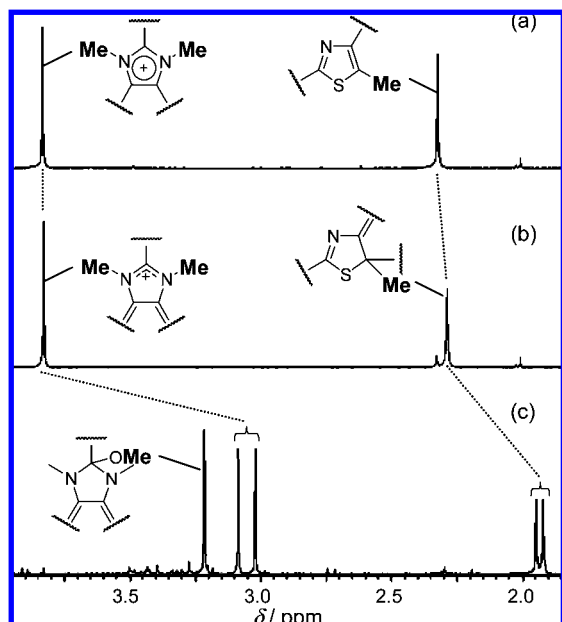 (a)
Me N N Me
+
N
S Me
(b)
Me N N Me
+
N
S
Me
(c)
OMe
N N
3.5 3.0 2.5 2.0
δ/ ppm